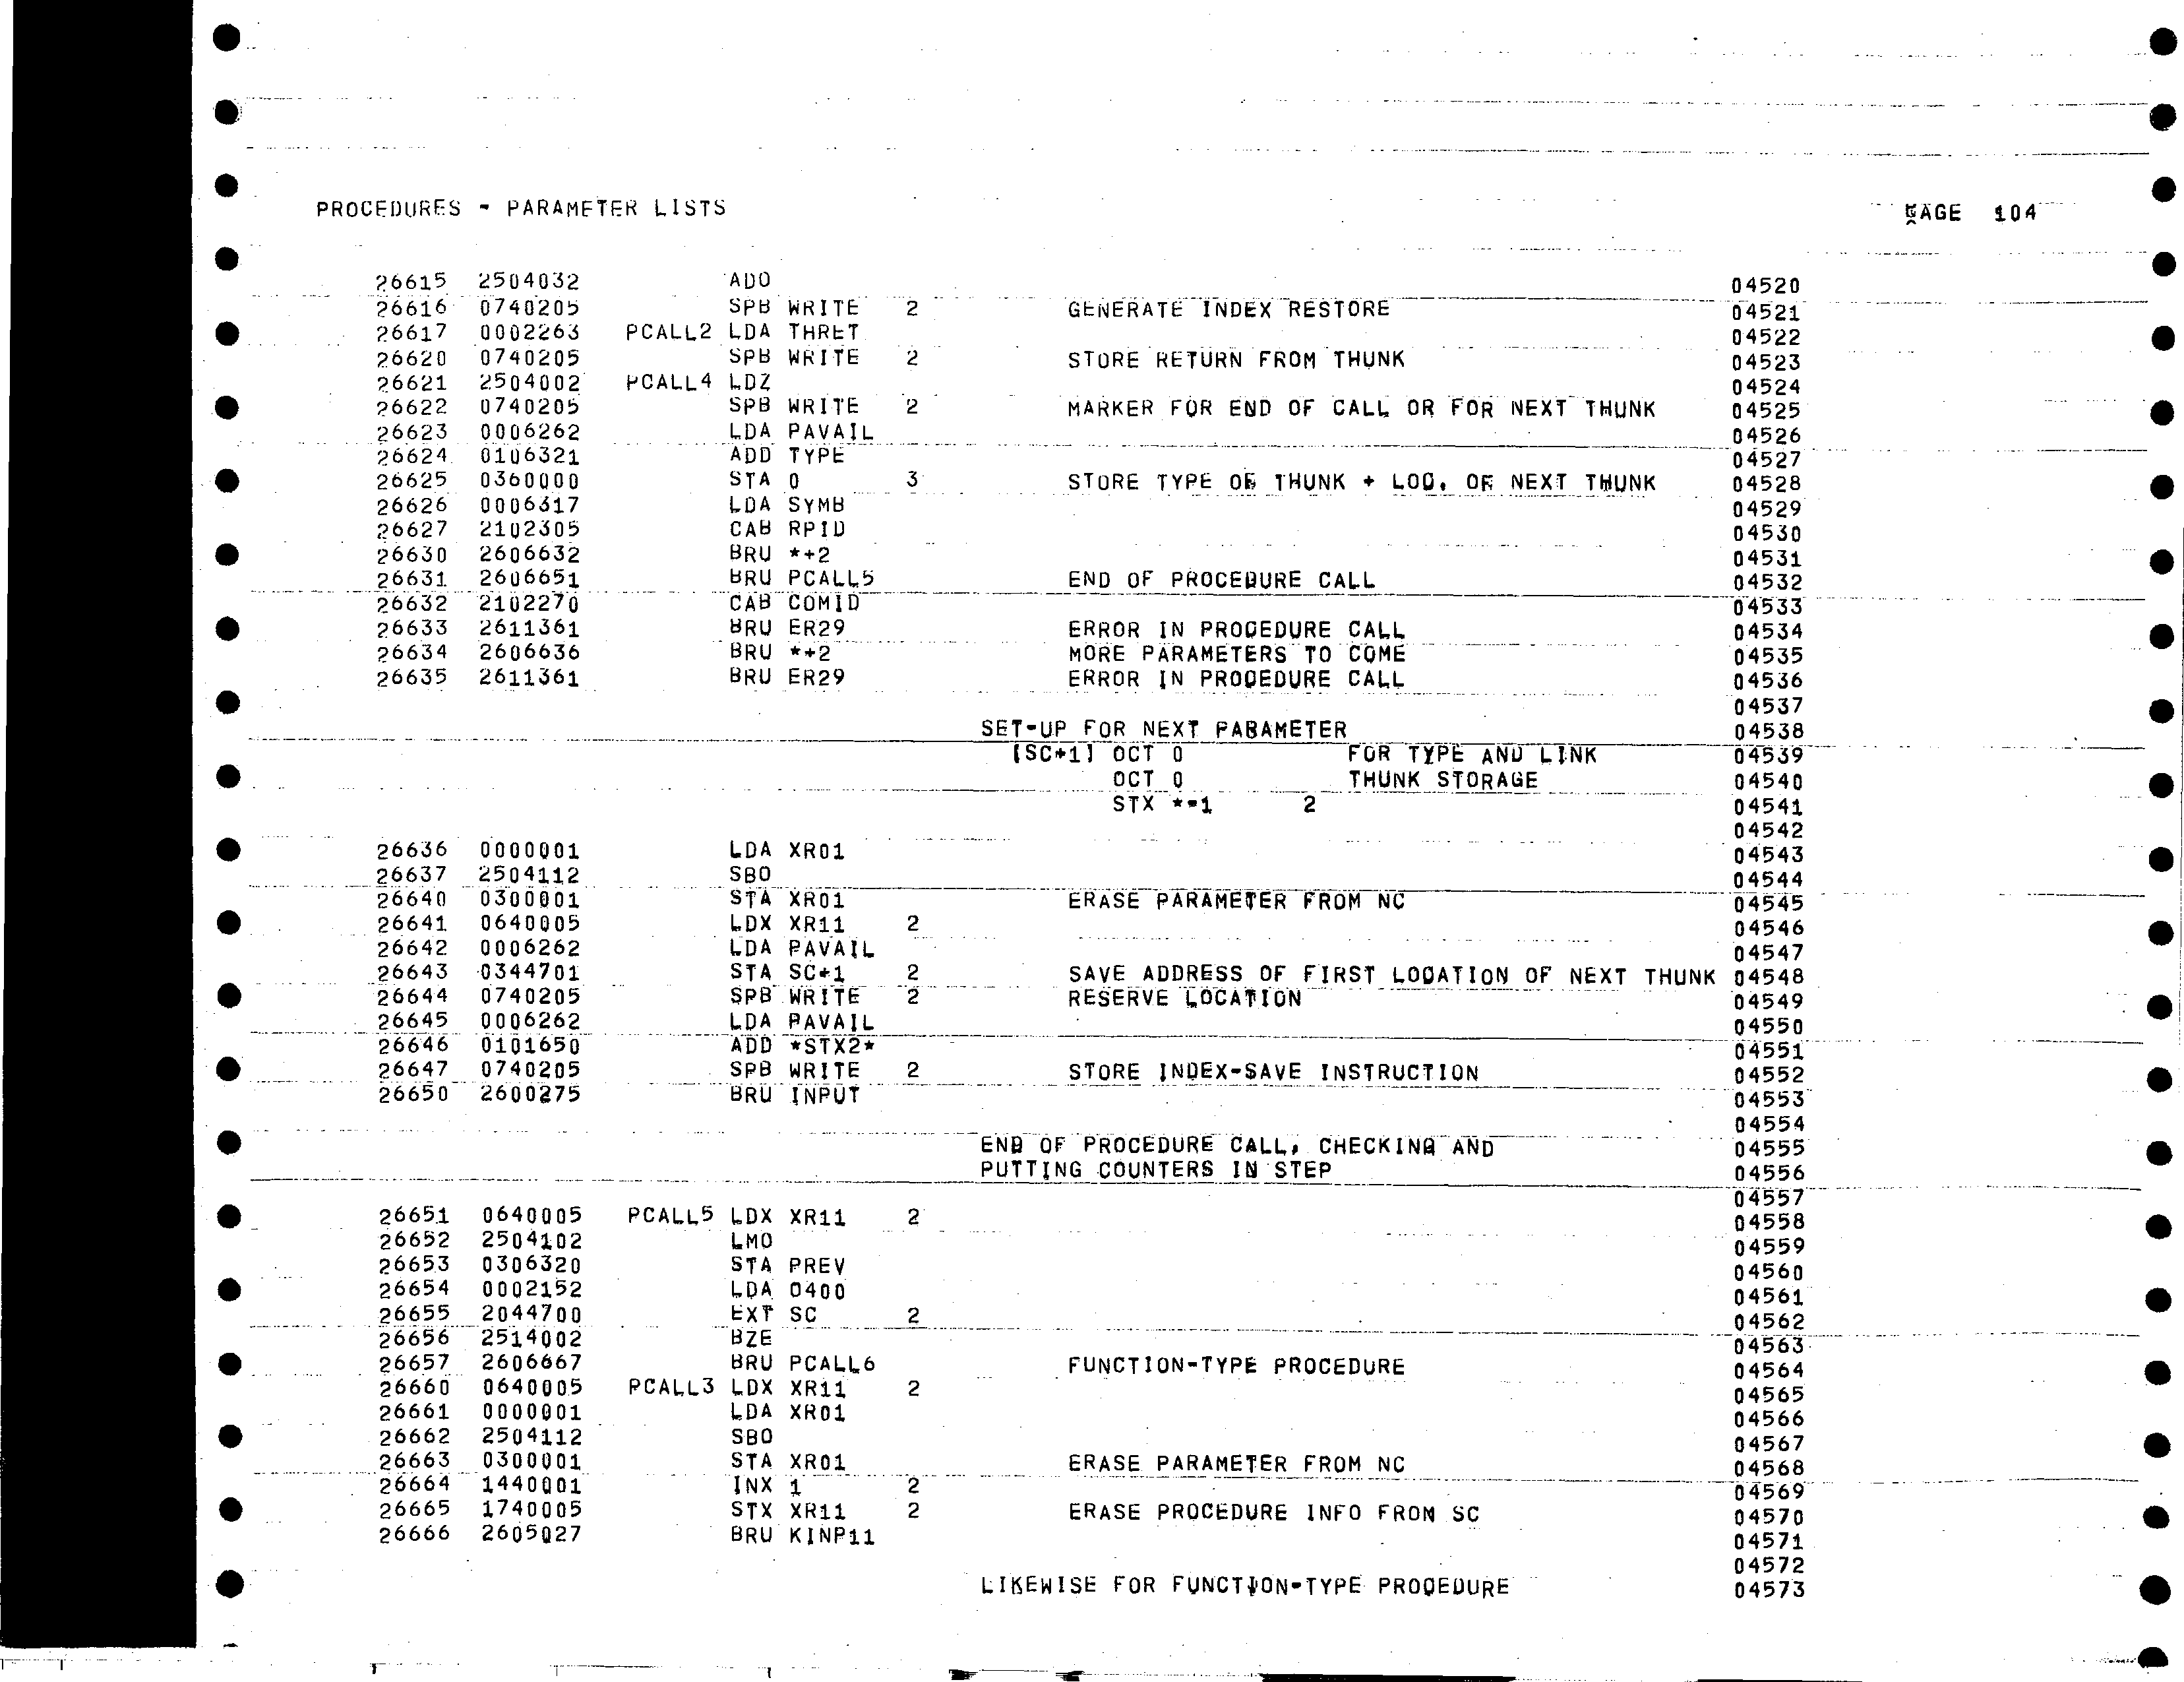 PROCEDURES - PARAMETER LISTS PAGE 104
26615 2504032 ADO 04520
26616 0740205 SPB WRITE 2 GENERATE INDEX RESTORE 04521
26617 0002263 PCALL2 LDA THRET 04522
26620 0740205 SPB WRITE 2 STORE RETURN FROM THUNK 04523
26621 2504002 PCALL4 LDZ 04524
26622 0740205 SPB WRITE 2 MARKER FOR END OF CALL OR FOR NEXT THUNK 04525
26623 0006262 LDA PAVAIL 04526
26624 0106321 ADD TYPE 04527
26625 0360000 STA 0 3 STORE TYPE OF THUNK + LOC. OF NEXT THUNK 04528
26626 0006317 LDA SYMB 04529
26627 2102305 CAB RPID 04530
26630 2606632 BRU *+2 04531
26631 2606651 BRU PCALL5 END OF PROCEDURE CALL 04532
26632 2102270 CAB COMID 04533
26633 2611361 BRU ER29 ERROR IN PROCEDURE CALL 04534
26634 2606636 BRU *+2 MORE PARAMETERS TO COME 04535
26635 2611361 BRU ER29 ERROR IN PROCEDURE CALL 04536
04537
SET-UP FOR NEXT PARAMETER 04538
[SC+1] OCT 0 FOR TYPE AND LINK 04539
OCT 0 THUNK STORAGE 04540
STX *-1 2 04541
04542
26636 0000001 LDA XR01 04543
26637 2504112 SBO 04544
26640 0300001 STA XR01 ERASE PARAMETER FROM NC 04545
26641 0640005 LDX XR11 2 04546
26642 0006262 LDA PAVAIL 04547
26643 0344701 STA SC+1 2 SAVE ADDRESS OF FIRST LOCATION OF NEXT THUNK 04548
26644 0740205 SPB WRITE 2 RESERVE LOCATION 04549
26645 0006262 LDA PAVAIL 04550
26646 0101650 ADD *STX2* 04551
26647 0740205 SPB WRITE 2 STORE INDEX-SAVE INSTRUCTION 04552
26650 2600275 BRU INPUT 04553
04554
END OF PROCEDURE CALL, CHECKING AND 04555
PUTTING COUNTERS IN STEP 04556
04557
26651 0640005 PCALL5 LDX XR11 2 04558
26652 2504102 LMO 04559
26653 0306320 STA PREV 04560
26654 0002152 LDA O400 04561
26655 2044700 EXT SC 2 04562
26656 2514002 BZE 04563
26657 2606667 BRU PCALL6 FUNCTION-TYPE PROCEDURE 04564
26660 0640005 PCALL3 LDX XR11 2 04565
26661 0000001 LDA XR01 04566
26662 2504112 SBO 04567
26663 0300001 STA XR01 ERASE PARAMETER FROM NC 04568
26664 1440001 INX 1 2 04569
26665 1740005 STX XR11 2 ERASE PROCEDURE INFO FROM SC 04570
26666 2605027 BRU KINP11 04571
04572
LIKEWISE FOR FUNCTION-TYPE PROCEDURE 04573